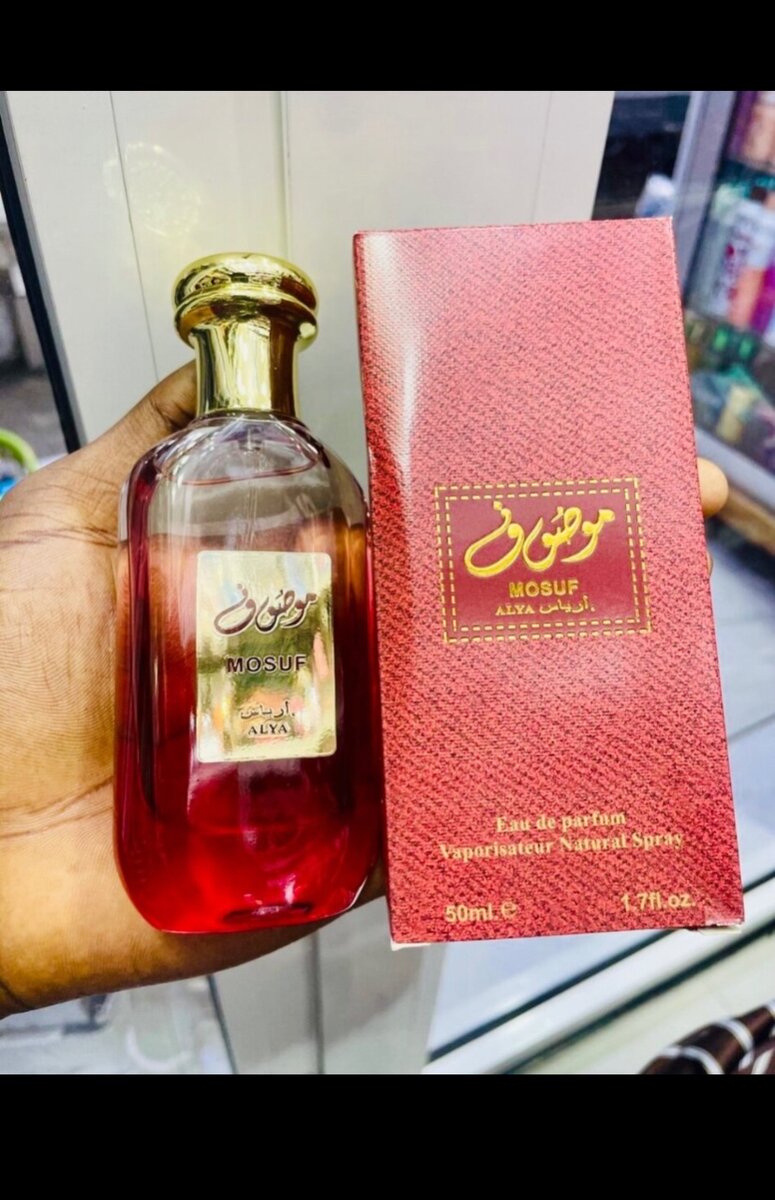 موصوف
MOSUF
أرياس.
ALYA
موصوف
MOSUF
ALYA أرياس.
Eau de parfum
Vaporisateur Natural Spray
50ml.e 1.7fl.oz.